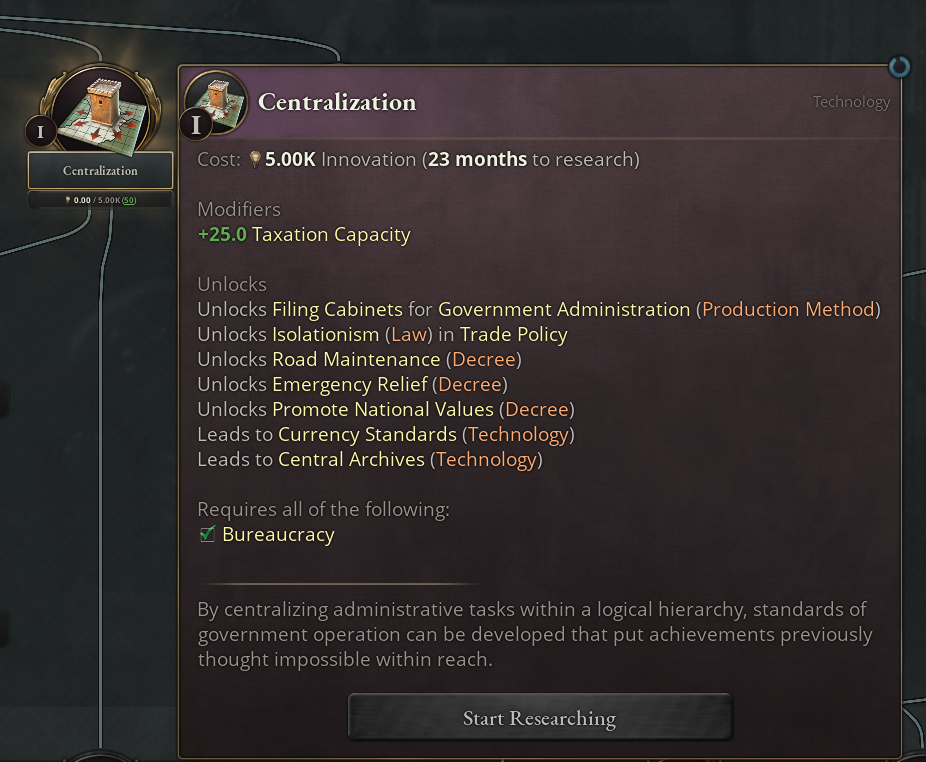 I
Centralization
0.00 / 5.00K (50)
I
Centralization
Technology
Cost: 5.00K Innovation (23 months to research)
Modifiers
+25.0 Taxation Capacity
Unlocks
Unlocks Filing Cabinets for Government Administration (Production Method)
Unlocks Isolationism (Law) in Trade Policy
Unlocks Road Maintenance (Decree)
Unlocks Emergency Relief (Decree)
Unlocks Promote National Values (Decree)
Leads to Currency Standards (Technology)
Leads to Central Archives (Technology)
Requires all of the following:
Bureaucracy
By centralizing administrative tasks within a logical hierarchy, standards of
government operation can be developed that put achievements previously
thought impossible within reach.
Start Researching